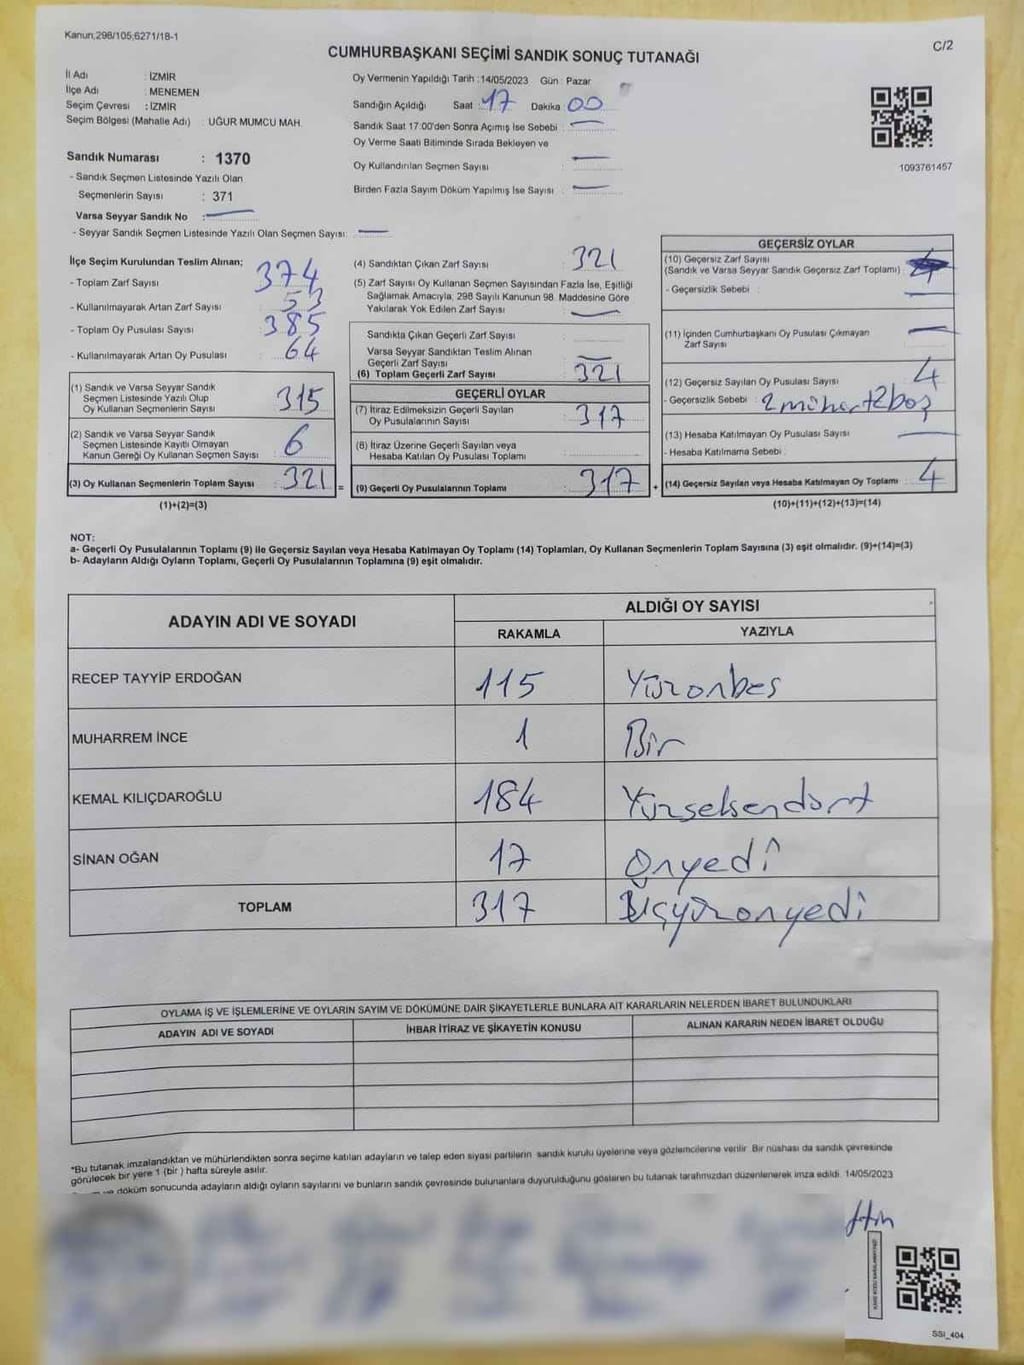 Kanun,298/105,6271/18-1
C/2
CUMHURBAŞKANI SEÇİMİ SANDIK SONUÇ TUTANAĞI
İl Adı : İZMİR
İlçe Adı : MENEMEN
Seçim Çevresi : İZMİR
Seçim Bölgesi (Mahalle Adı) : UĞUR MUMCU MAH.
Sandık Numarası : 1370
- Sandık Seçmen Listesinde Yazılı Olan
Seçmenlerin Sayısı : 371
Varsa Seyyar Sandık No :
- Seyyar Sandık Seçmen Listesinde Yazılı Olan Seçmen Sayısı:
Oy Vermenin Yapıldığı Tarih : 14/05/2023 Gün : Pazar
Sandığın Açıldığı Saat : 17 Dakika 00
Sandık Saat 17:00'den Sonra Açımış İse Sebebi :
Oy Verme Saati Bitiminde Sırada Bekleyen ve
Oy Kullandırılan Seçmen Sayısı
Birden Fazla Sayım Döküm Yapılmış İse Sayısı :
1093761457
İlçe Seçim Kurulundan Teslim Alınan;
- Toplam Zarf Sayısı : 374
- Kullanılmayarak Artan Zarf Sayısı : 53
- Toplam Oy Pusulası Sayısı : 385
- Kullanılmayarak Artan Oy Pusulası : 64
(1) Sandık ve Varsa Seyyar Sandık
Seçmen Listesinde Yazılı Olup
Oy Kullanan Seçmenlerin Sayısı : 315
(2) Sandık ve Varsa Seyyar Sandık
Seçmen Listesinde Kayıtlı Olmayan
Kanun Gereği Oy Kullanan Seçmen Sayısı : 6
(3) Oy Kullanan Seçmenlerin Toplam Sayısı : 321
(1)+(2)=(3)
(4) Sandıktan Çıkan Zarf Sayısı : 321
(5) Zarf Sayısı Oy Kullanan Seçmen Sayısından Fazla İse, Eşitliği
Sağlamak Amacıyla, 298 Sayılı Kanunun 98. Maddesine Göre
Yakılarak Yok Edilen Zarf Sayısı :
Sandıkta Çıkan Geçerli Zarf Sayısı :
Varsa Seyyar Sandıktan Teslim Alınan
Geçerli Zarf Sayısı :
(6) Toplam Geçerli Zarf Sayısı : 321
GEÇERLİ OYLAR
(7) İtiraz Edilmeksizin Geçerli Sayılan
Oy Pusulasının Sayısı : 317
(8) İtiraz Üzerine Geçerli Sayılan veya
Hesaba Katılan Oy Pusulası Toplamı :
= (9) Geçerli Oy Pusulalarının Toplamı : 317 +
GEÇERSİZ OYLAR
(10) Geçersiz Zarf Sayısı
(Sandık ve Varsa Seyyar Sandık Geçersiz Zarf Toplamı) :
- Geçersizlik Sebebi :
(11) İçinden Cumhurbaşkanı Oy Pusulası Çıkmayan
Zarf Sayısı :
(12) Geçersiz Sayılan Oy Pusulası Sayısı : 4
- Geçersizlik Sebebi : 2 mühür+2boş
(13) Hesaba Katılmayan Oy Pusulası Sayısı :
- Hesaba Katılmama Sebebi :
(14) Geçersiz Sayılan veya Hesaba Katılmayan Oy Toplamı : 4
(10)+(11)+(12)+(13)=(14)
NOT:
a- Geçerli Oy Pusulalarının Toplamı (9) ile Geçersiz Sayılan veya Hesaba Katılmayan Oy Toplamı (14) Toplamları, Oy Kullanan Seçmenlerin Toplam Sayısına (3) eşit olmalıdır. (9)+(14)=(3)
b- Adayların Aldığı Oyların Toplamı, Geçerli Oy Pusulalarının Toplamına (9) eşit olmalıdır.
ADAYIN ADI VE SOYADI
ALDIĞI OY SAYISI
RAKAMLA YAZIYLA
RECEP TAYYİP ERDOĞAN 115 Yüzonbeş
MUHARREM İNCE 1 Bir
KEMAL KILIÇDAROĞLU 184 Yüzseksendört
SİNAN OĞAN 17 Onyedi
TOPLAM 317 Üçyüzonyedi
OYLAMA İŞ VE İŞLEMLERİNE VE OYLARIN SAYIM VE DÖKÜMÜNE DAİR ŞİKAYETLERLE BUNLARA AİT KARARLARIN NELERDEN İBARET BULUNDUKLARI
ADAYIN ADI VE SOYADI İHBAR İTİRAZ VE ŞİKAYETİN KONUSU ALINAN KARARIN NEDEN İBARET OLDUĞU
*Bu tutanak imzalandıktan ve mühürlendikten sonra seçime katılan adayların ve talep eden siyasi partilerin sandık kurulu üyelerine veya gözlemcilerine verilir. Bir nüshası da sandık çevresinde
görülecek bir yere 1 (bir ) hafta süreyle asılır.
ve döküm sonucunda adayların aldığı oyların sayılarını ve bunların sandık çevresinde bulunanlara duyurulduğunu gösteren bu tutanak tarafımızdan düzenlenerek imza edildi. 14/05/2023
SSI_404